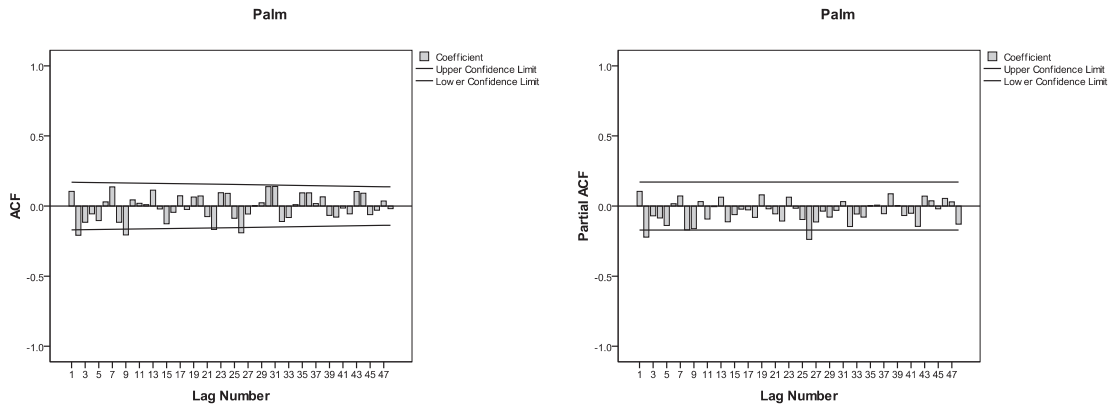 Palm
1.0
0.5
0.0
-0.5
-1.0
ACF
1 3 5 7 9 11 13 15 17 19 21 23 25 27 29 31 33 35 37 39 41 43 45 47
Lag Number
Coefficient
Upper Confidence Limit
Lower Confidence Limit
Palm
1.0
0.5
0.0
-0.5
-1.0
Partial ACF
1 3 5 7 9 11 13 15 17 19 21 23 25 27 29 31 33 35 37 39 41 43 45 47
Lag Number
Coefficient
Upper Confidence Limit
Lower Confidence Limit